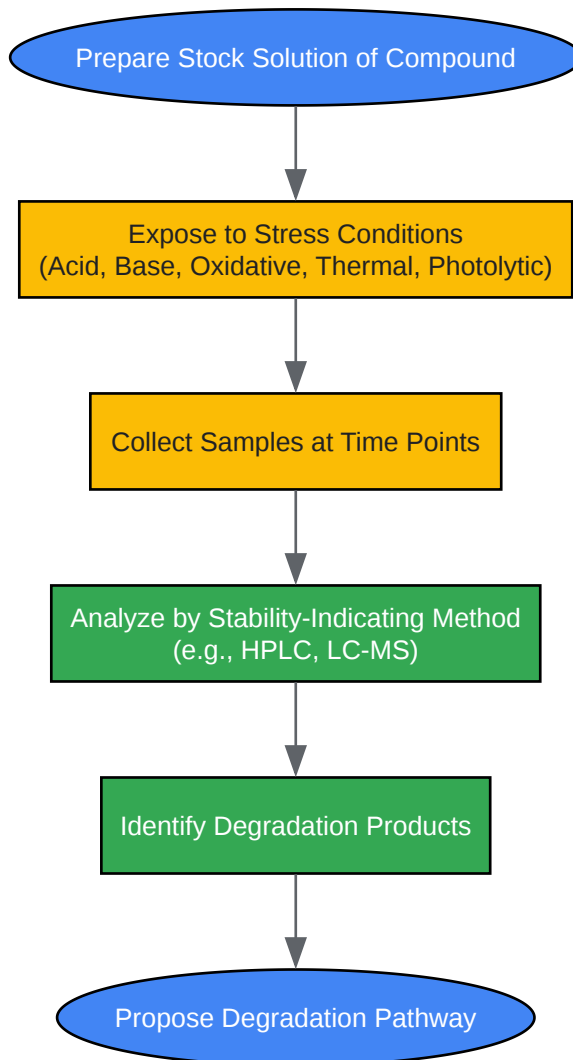 Prepare Stock Solution of Compound
Expose to Stress Conditions
(Acid, Base, Oxidative, Thermal, Photolytic)
Collect Samples at Time Points
Analyze by Stability-Indicating Method
(e.g., HPLC, LC-MS)
Identify Degradation Products
Propose Degradation Pathway